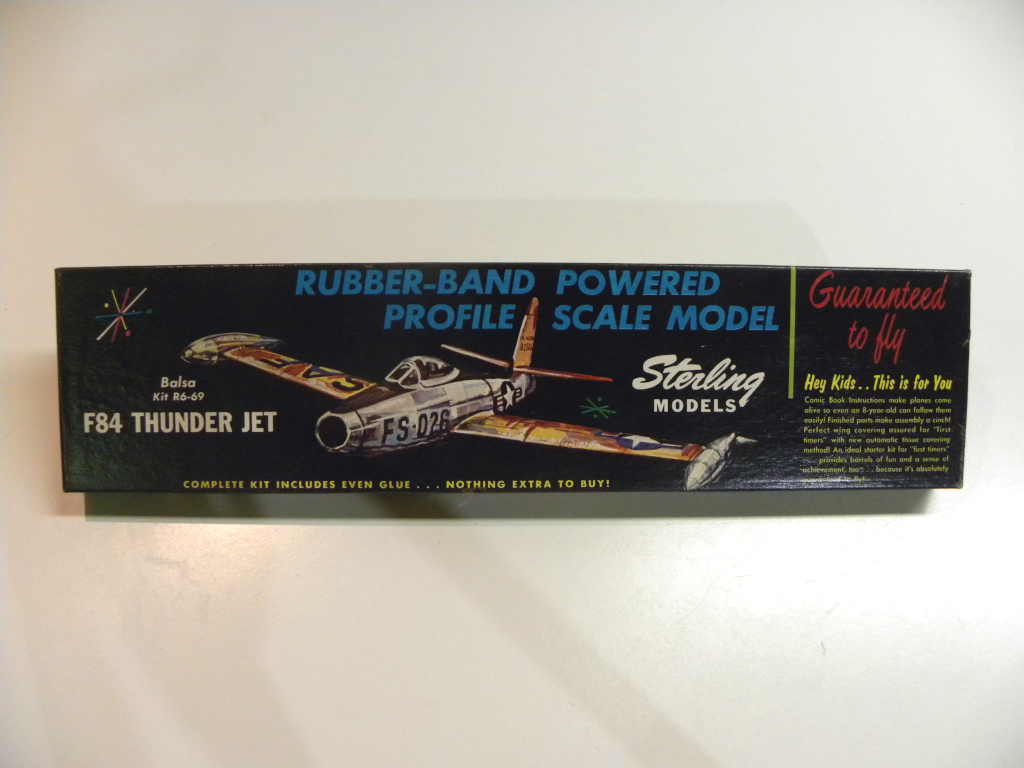 RUBBER-BAND POWERED
PROFILE SCALE MODEL
Balsa
Kit R6-69
F84 THUNDER JET
FS-026
Sterling
MODELS
COMPLETE KIT INCLUDES EVEN GLUE . . . NOTHING EXTRA TO BUY!
Guaranteed
to fly
Hey Kids . . This is for You
Comic Book Instructions make planes come
alive so even an 8-year-old can follow them
easily! Finished parts make assembly a cinch!
Perfect wing covering assured for "first
timers" with new automatic tissue covering
method! An ideal starter kit for "first timers"
. . . provides barrels of fun and a sense of
achievement, too . . . because it's absolutely
guaranteed to fly!